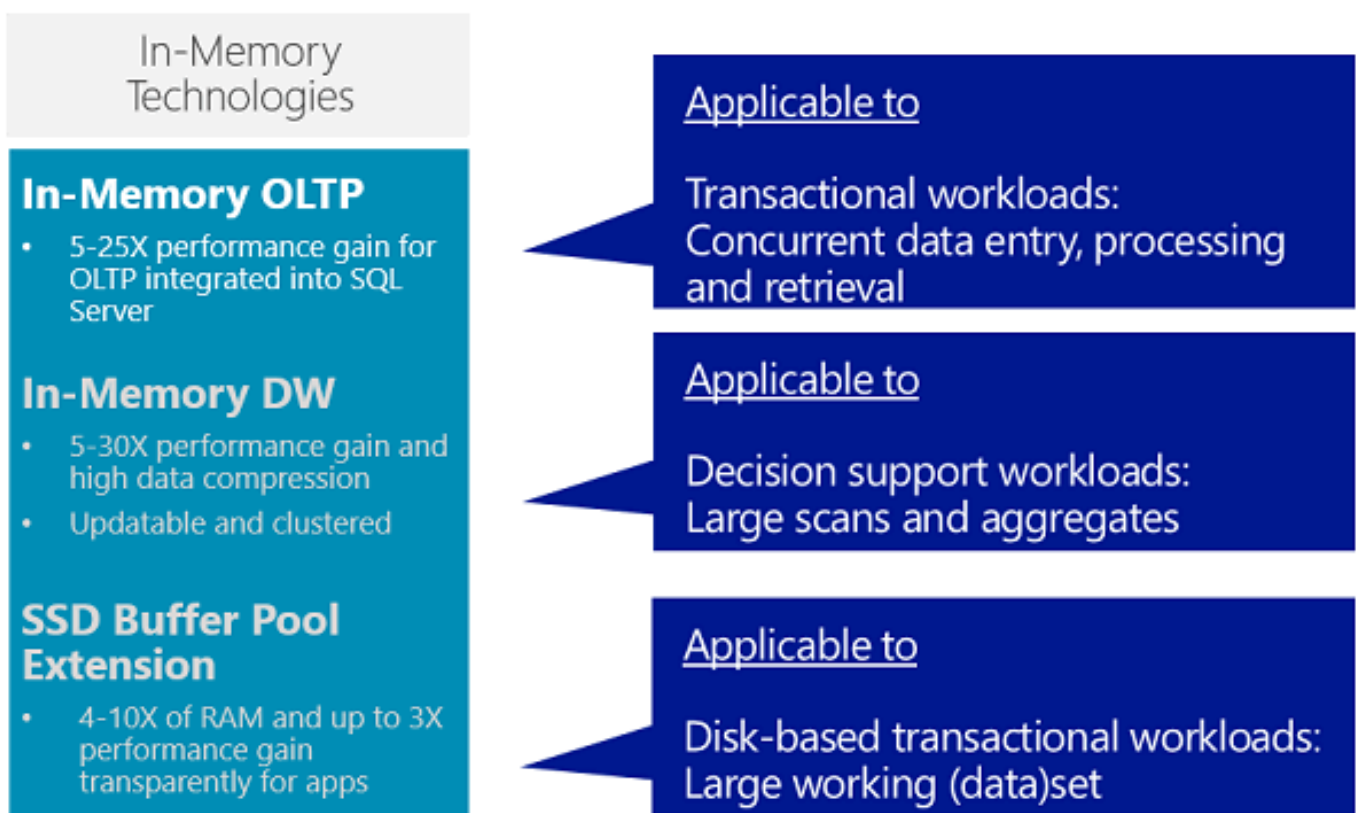 In-Memory
Technologies
In-Memory OLTP
• 5-25X performance gain for
OLTP integrated into SQL
Server
In-Memory DW
• 5-30X performance gain and
high data compression
• Updatable and clustered
SSD Buffer Pool
Extension
• 4-10X of RAM and up to 3X
performance gain
transparently for apps
Applicable to
Transactional workloads:
Concurrent data entry, processing
and retrieval
Applicable to
Decision support workloads:
Large scans and aggregates
Applicable to
Disk-based transactional workloads:
Large working (data)set